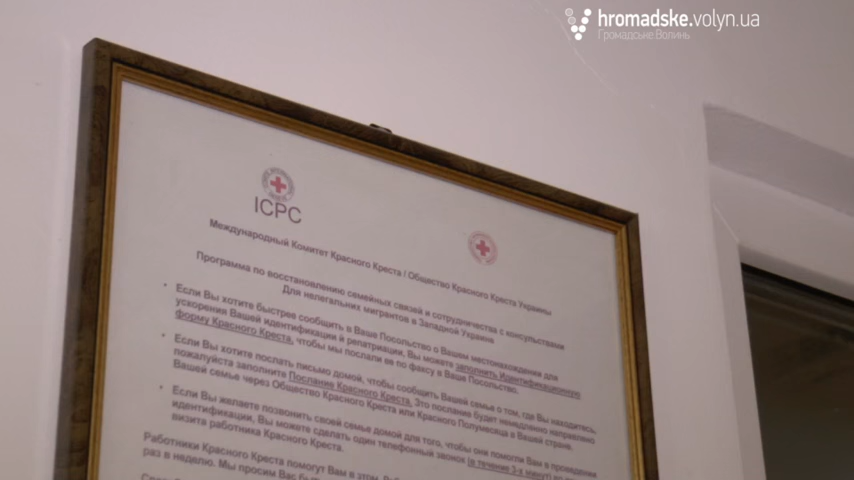 hromadske.volyn.ua
Громадське Волинь
ICPC
Международный Комитет Красного Креста / Общество Красного Креста Украины
Программа по восстановлению семейных связей и сотрудничества с консульствами
Для нелегальных мигрантов в Западной Украине
• Если Вы хотите быстрее сообщить в Ваше Посольство о Вашем местонахождении для
ускорения Вашей идентификации и репатриации, Вы можете заполнить Идентификационную
форму Красного Креста, чтобы мы послали ее по факсу в Ваше Посольство.
• Если Вы хотите послать письмо домой, чтобы сообщить Вашей семье о том, где Вы находитесь,
пожалуйста заполните Послание Красного Креста. Это послание будет немедленно направлено
Вашей семье через Общество Красного Креста или Красного Полумесяца в Вашей стране.
• Если Вы желаете позвонить своей семье домой для того, чтобы они помогли Вам в проведении
идентификации, Вы можете сделать один телефонный звонок (в течение 3-х минут) во
визита работника Красного Креста.
Работники Красного Креста помогут Вам в этом.
раз в неделю. Мы просим Вас